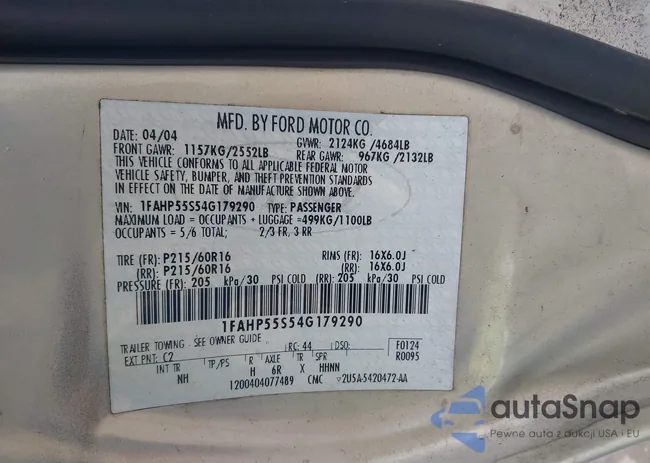 MFD. BY FORD MOTOR CO.
DATE: 04/04 GVWR: 2124KG /4684LB
FRONT GAWR: 1157KG/2552LB REAR GAWR: 967KG/2132LB
THIS VEHICLE CONFORMS TO ALL APPLICABLE FEDERAL MOTOR
VEHICLE SAFETY, BUMPER, AND THEFT PREVENTION STANDARDS
IN EFFECT ON THE DATE OF MANUFACTURE SHOWN ABOVE.
VIN: 1FAHP55S54G179290 TYPE: PASSENGER
MAXIMUM LOAD = OCCUPANTS + LUGGAGE = 499KG/1100LB
OCCUPANTS = 5/6 TOTAL; 2/3 FR, 3 RR
TIRE (FR): P215/60R16 RIMS (FR): 16X6.0J
(RR): P215/60R16 (RR): 16X6.0J
PRESSURE (FR): 205 kPa/30 PSI COLD (RR): 205 kPa/30 PSI COLD
1FAHP55S54G179290
TRAILER TOWING - SEE OWNER GUIDE . RC: 44 DSO: F0124
EXT PNT: C2 R0095
INT TR TP/PS R AXLE TR SPR
NH H 6R X HHNN
1200404077489 CMC 2U5A-5420472-AA
autoSnap
Pewne auta z aukcji USA i EU